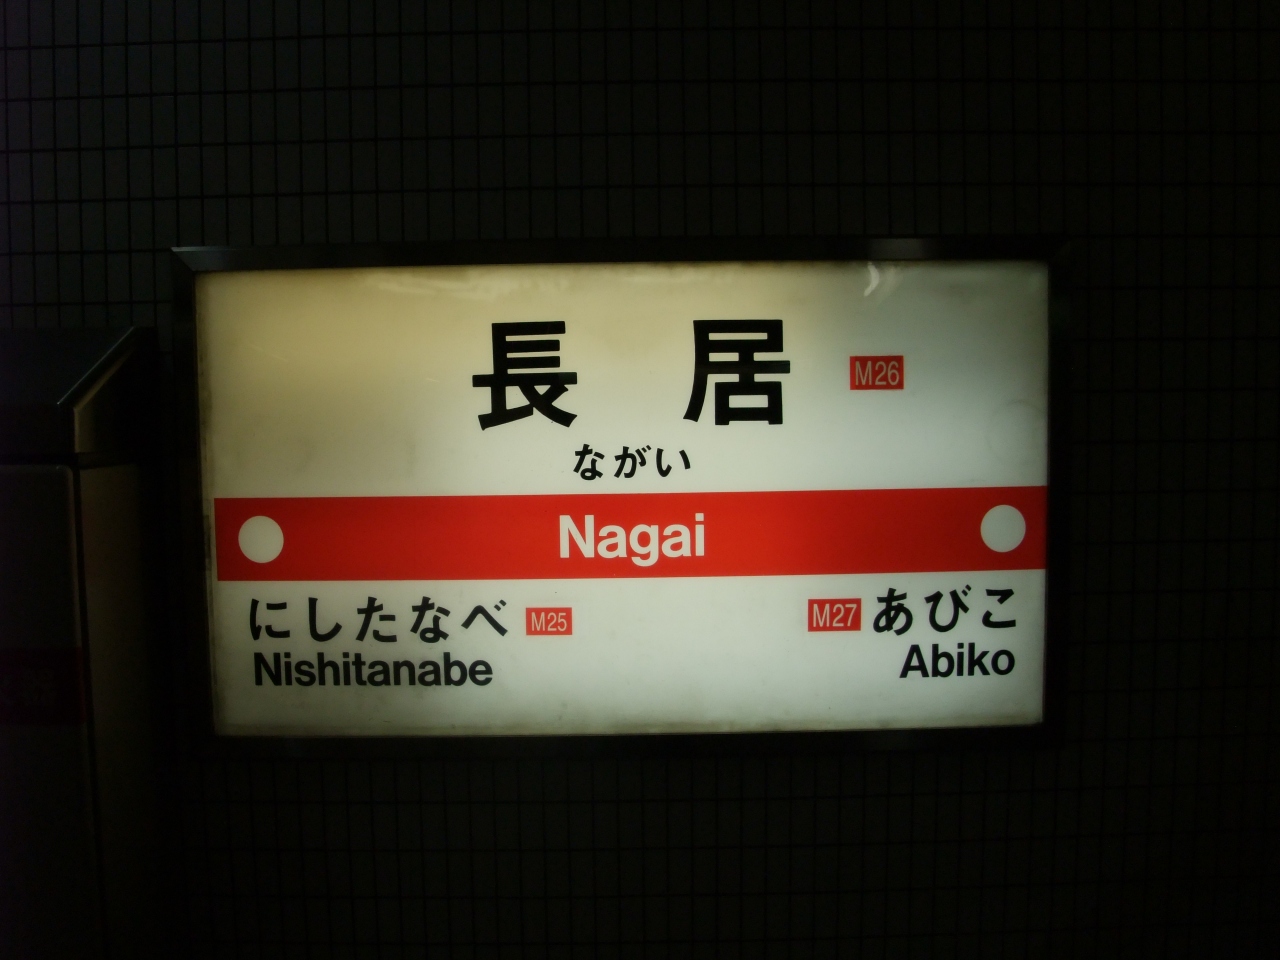 長居 M26
ながい
Nagai
にしたなべ M25
Nishitanabe
M27 あびこ
Abiko